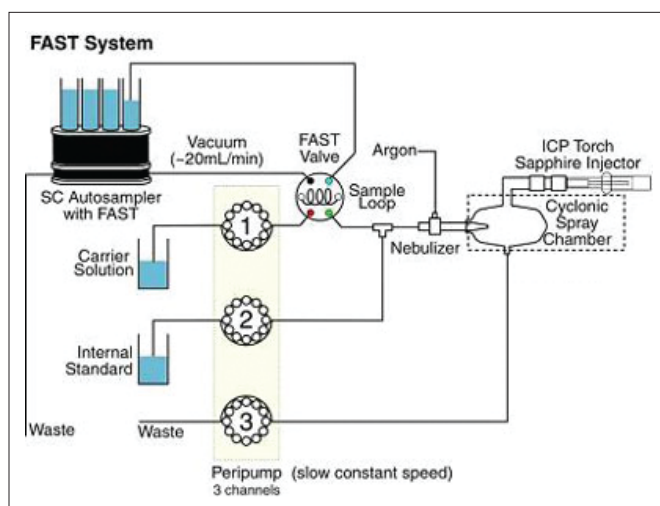 FAST System
Vacuum
(~20mL/min)
FAST
Valve
Argon
ICP Torch
Sapphire Injector
SC Autosampler
with FAST
Sample
Loop
Cyclonic
Spray
Chamber
Nebulizer
1
Carrier
Solution
2
Internal
Standard
3
Waste
Waste
Peripump (slow constant speed)
3 channels